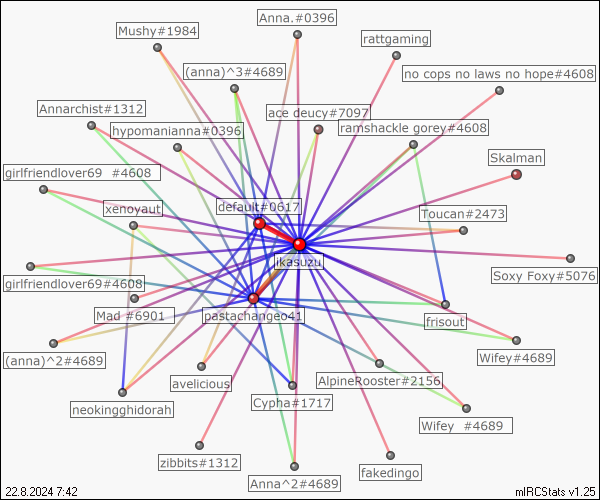 Anna.#0396
Mushy#1984
rattgaming
(anna)^3#4689
no cops no laws no hope#4608
Annarchist#1312
ace deucy#7097
hypomanianna#0396
ramshackle gorey#4608
Skalman
girlfriendlover69 #4608
xenoyaut
default#0617
Toucan#2473
ikasuzu
Soxy Foxy#5076
girlfriendlover69#4608
Mad #6901
pastachangeo41
frisout
(anna)^2#4689
Wifey#4689
avelicious
AlpineRooster#2156
neokingghidorah
Cypha#1717
Wifey #4689
zibbits#1312
fakedingo
Anna^2#4689
22.8.2024 7:42
mIRCStats v1.25